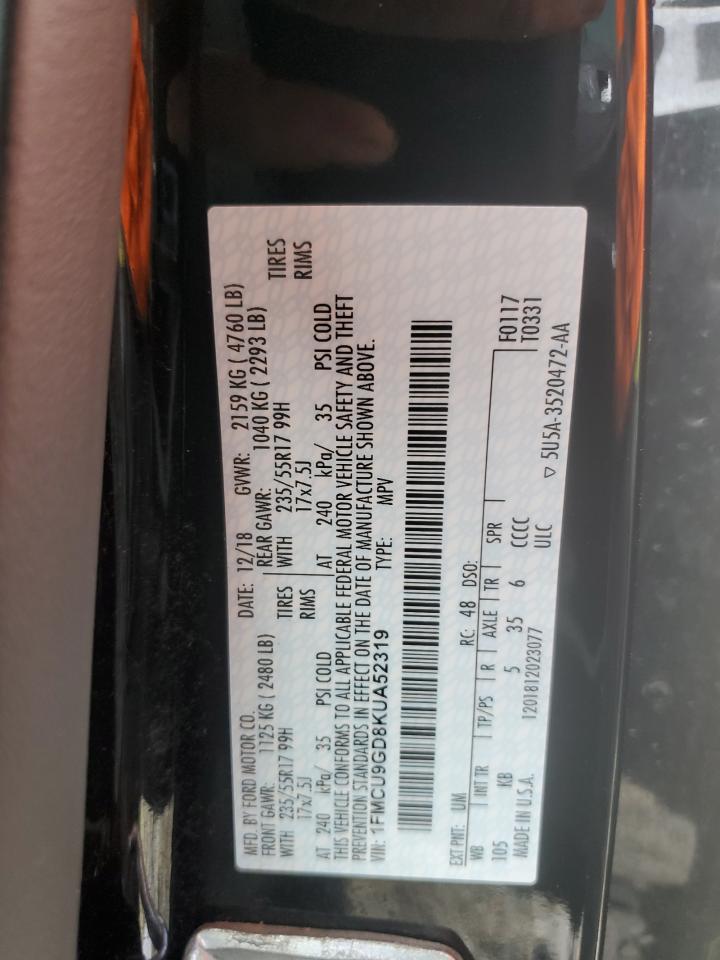 MFD. BY FORD MOTOR CO.
DATE: 12/18 GVWR: 2159 KG ( 4760 LB)
FRONT GAWR: 1125 KG ( 2480 LB) REAR GAWR: 1040 KG ( 2293 LB)
WITH 235/55R17 99H TIRES WITH 235/55R17 99H TIRES
17x7.5J RIMS 17x7.5J RIMS
AT 240 kPa/ 35 PSI COLD AT 240 kPa/ 35 PSI COLD
THIS VEHICLE CONFORMS TO ALL APPLICABLE FEDERAL MOTOR VEHICLE SAFETY AND THEFT
PREVENTION STANDARDS IN EFFECT ON THE DATE OF MANUFACTURE SHOWN ABOVE.
VIN: 1FMCU9GD8KUA52319 TYPE: MPV
EXT PNT: UM RC: 48 DSO:
WB INT TR TP/PS R AXLE TR SPR F0117
105 KB 5 35 6 CCCC T0331
MADE IN U.S.A. 1201812023077 ULC ▽ 5U5A-3520472-AA